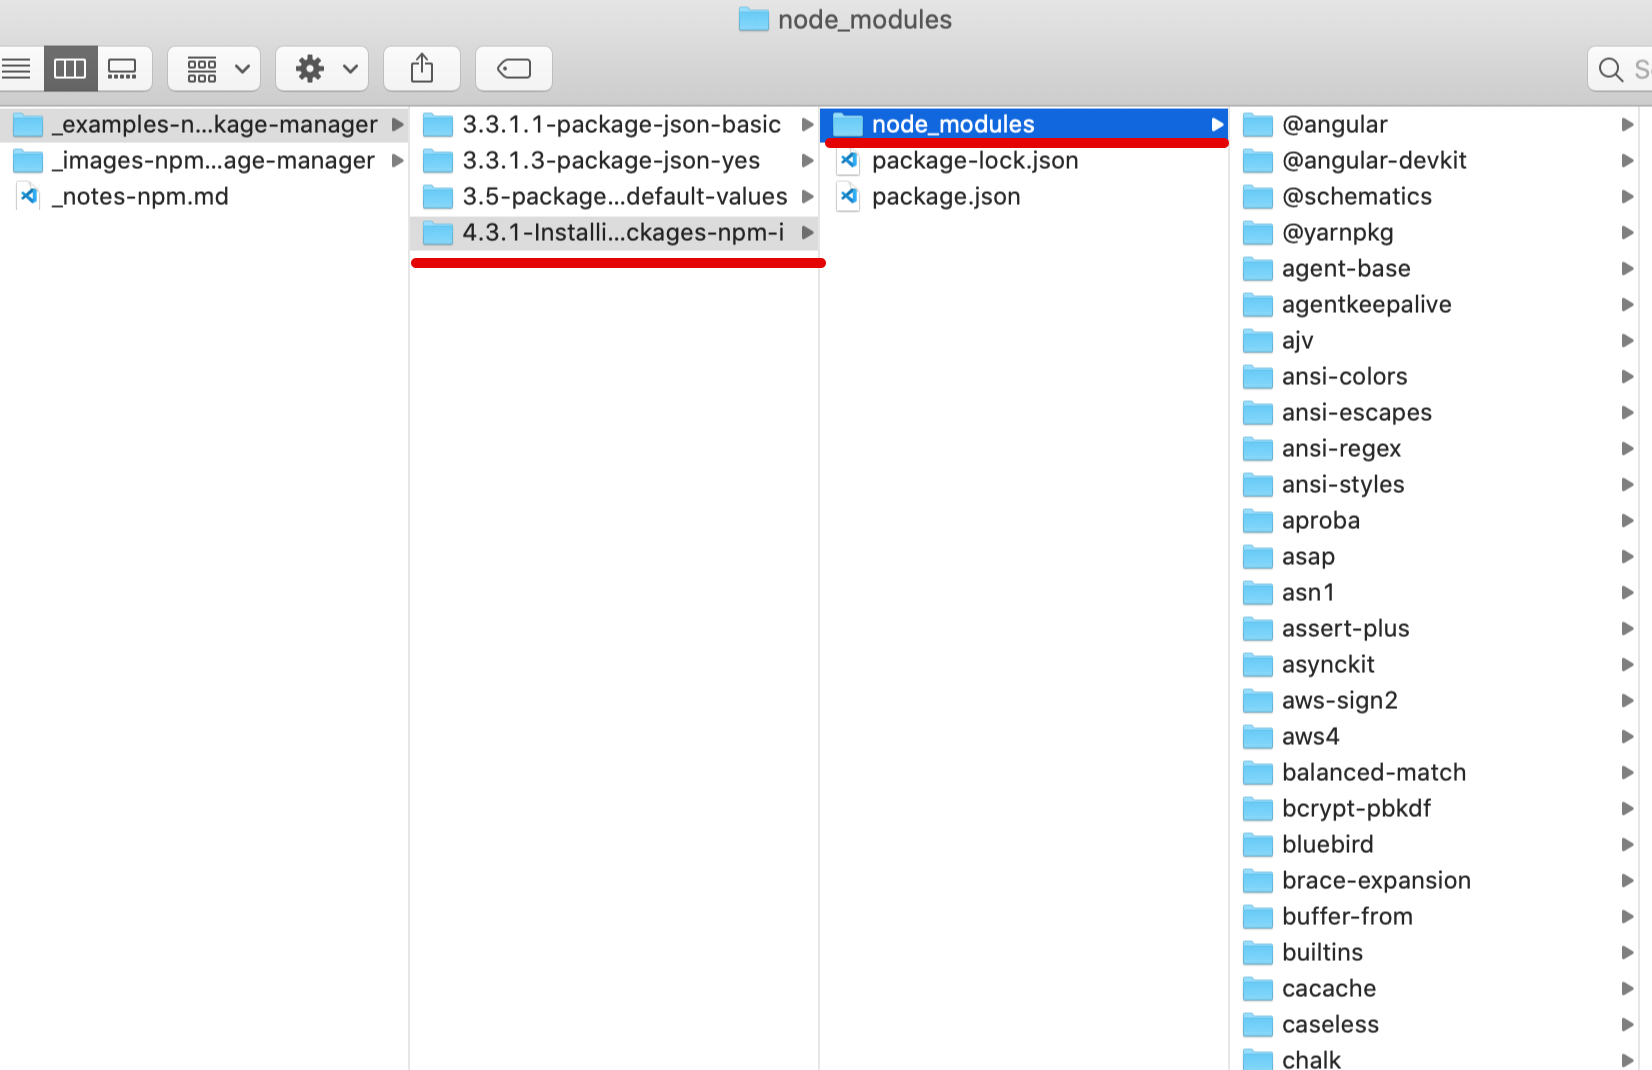 node_modules
_examples-n...kage-manager
_images-npm...age-manager
_notes-npm.md
3.3.1.1-package-json-basic
3.3.1.3-package-json-yes
3.5-package...default-values
4.3.1-Installi...ckages-npm-i
node_modules
package-lock.json
package.json
@angular
@angular-devkit
@schematics
@yarnpkg
agent-base
agentkeepalive
ajv
ansi-colors
ansi-escapes
ansi-regex
ansi-styles
aproba
asap
asn1
assert-plus
asynckit
aws-sign2
aws4
balanced-match
bcrypt-pbkdf
bluebird
brace-expansion
buffer-from
builtins
cacache
caseless
chalk